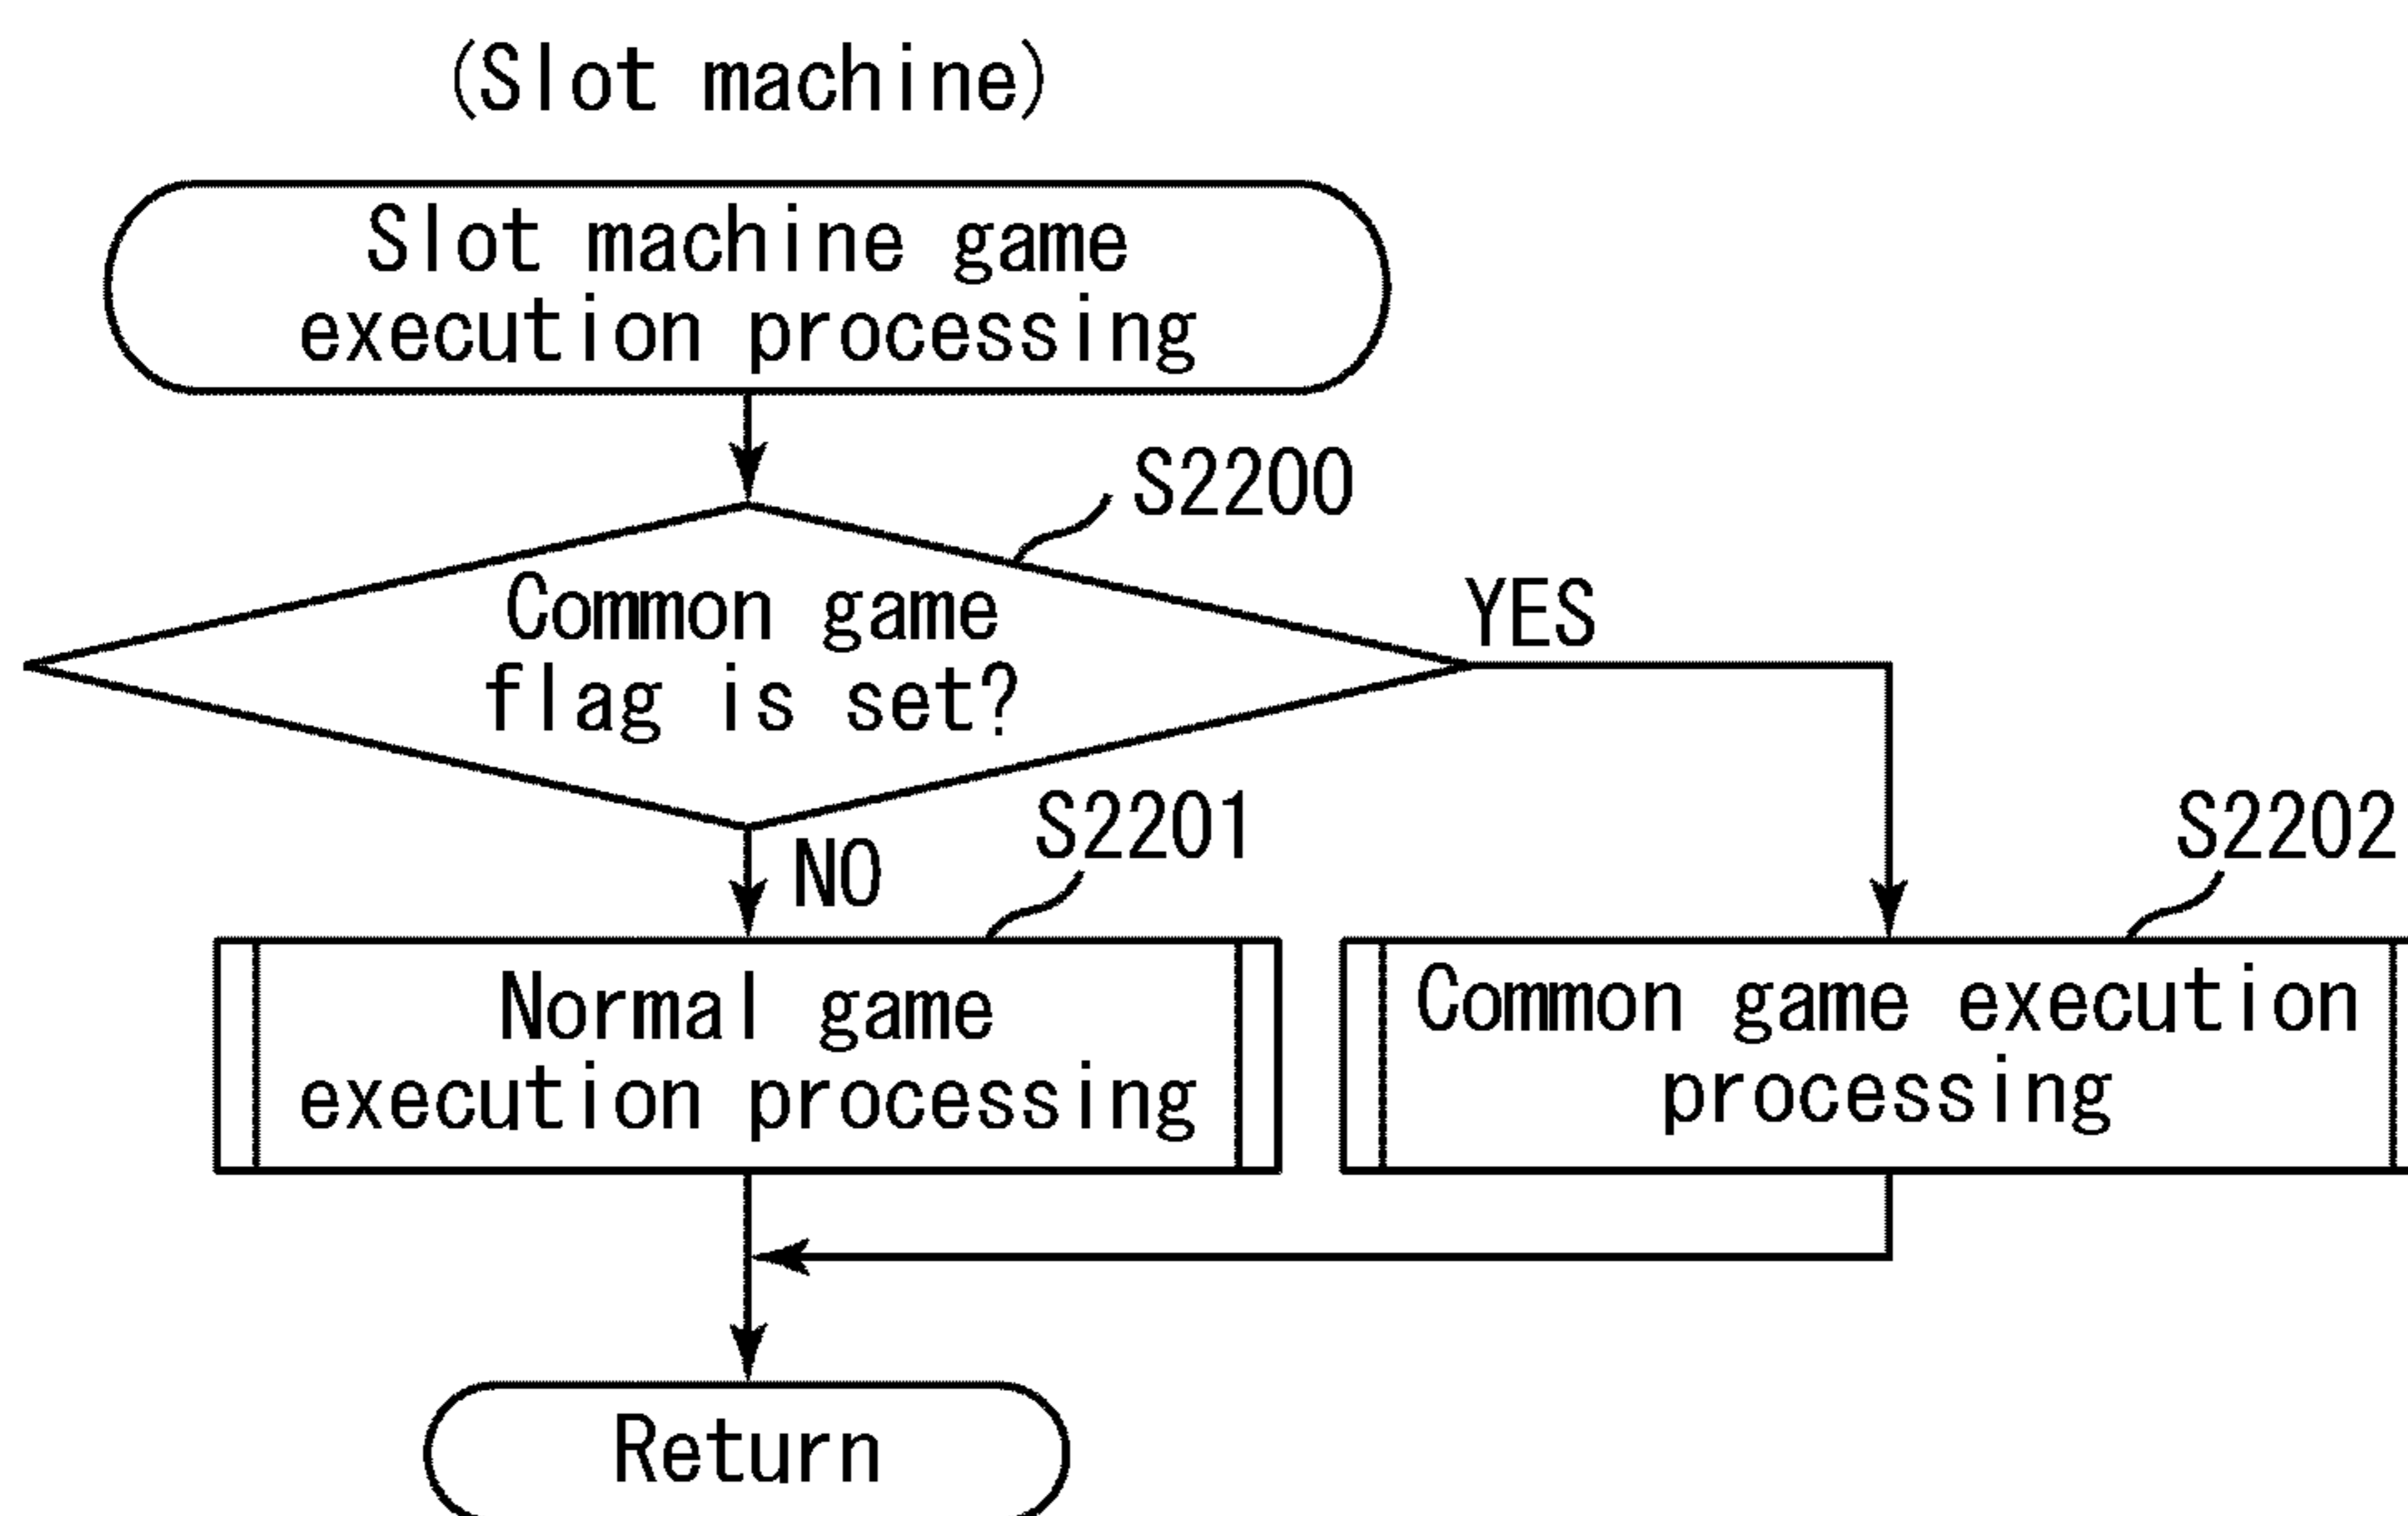 (Slot machine)
Slot machine game
execution processing
S2200
Common game
flag is set?
YES
NO
S2201
S2202
Normal game
execution processing
Common game execution
processing
Return